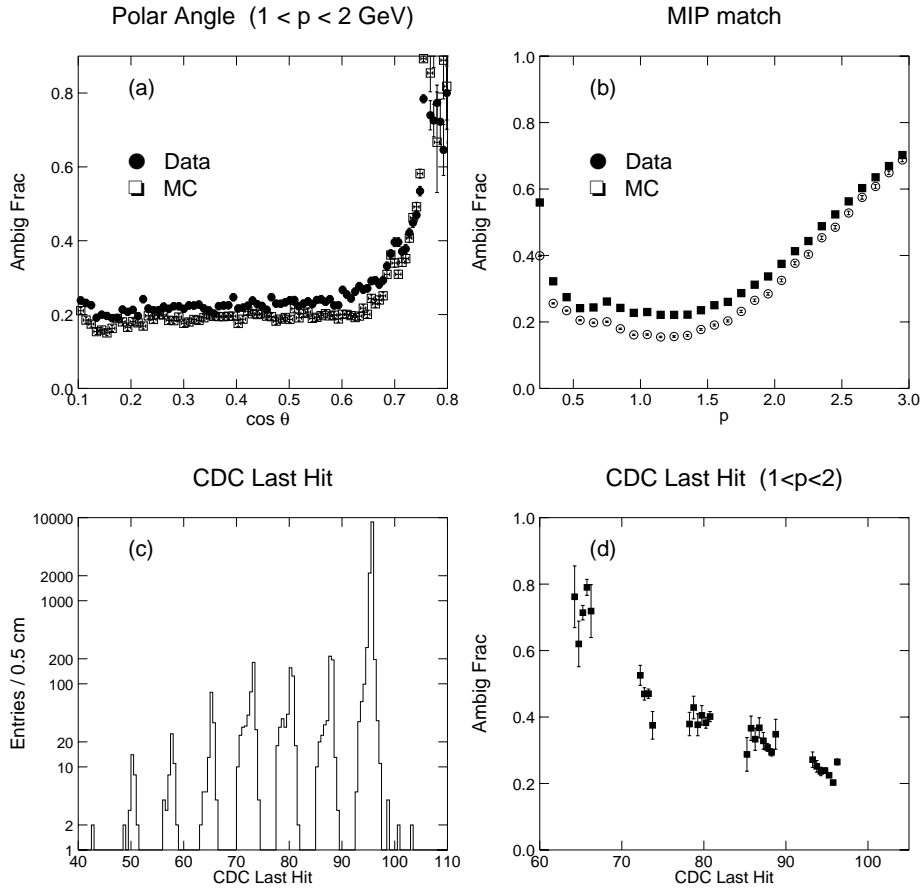 Polar Angle (1 < p < 2 GeV)
MIP match
Ambig Frac
0.8
0.6
0.4
0.2
0.0
(a)
Data
MC
0.1 0.2 0.3 0.4 0.5 0.6 0.7 0.8
cos θ
Ambig Frac
1.0
0.8
0.6
0.4
0.2
0.0
(b)
Data
MC
0.5 1.0 1.5 2.0 2.5 3.0
p
CDC Last Hit
CDC Last Hit (1<p<2)
Entries / 0.5 cm
10000
2000
1000
200
100
20
10
2
1
(c)
40 50 60 70 80 90 100 110
CDC Last Hit
Ambig Frac
1.0
0.8
0.6
0.4
0.2
0.0
(d)
60 70 80 90 100
CDC Last Hit